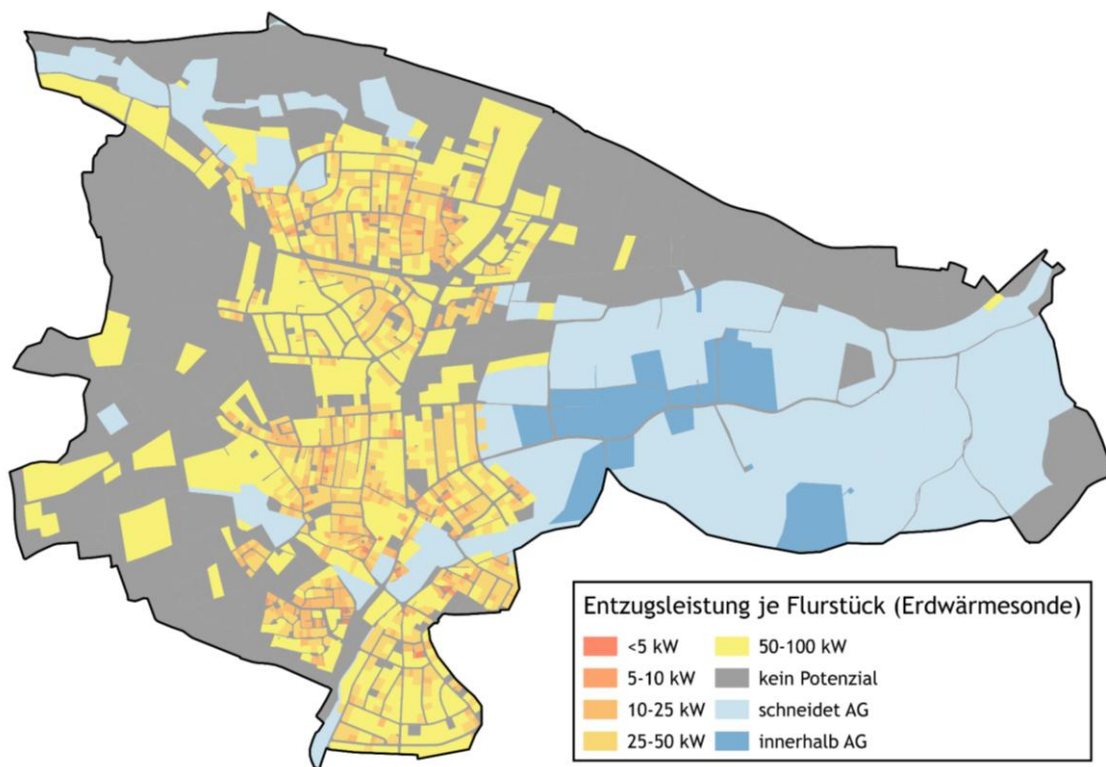 Entzugsleistung je Flurstück (Erdwärmesonde)
<5 kW
5-10 kW
10-25 kW
25-50 kW
50-100 kW
kein Potenzial
schneidet AG
innerhalb AG